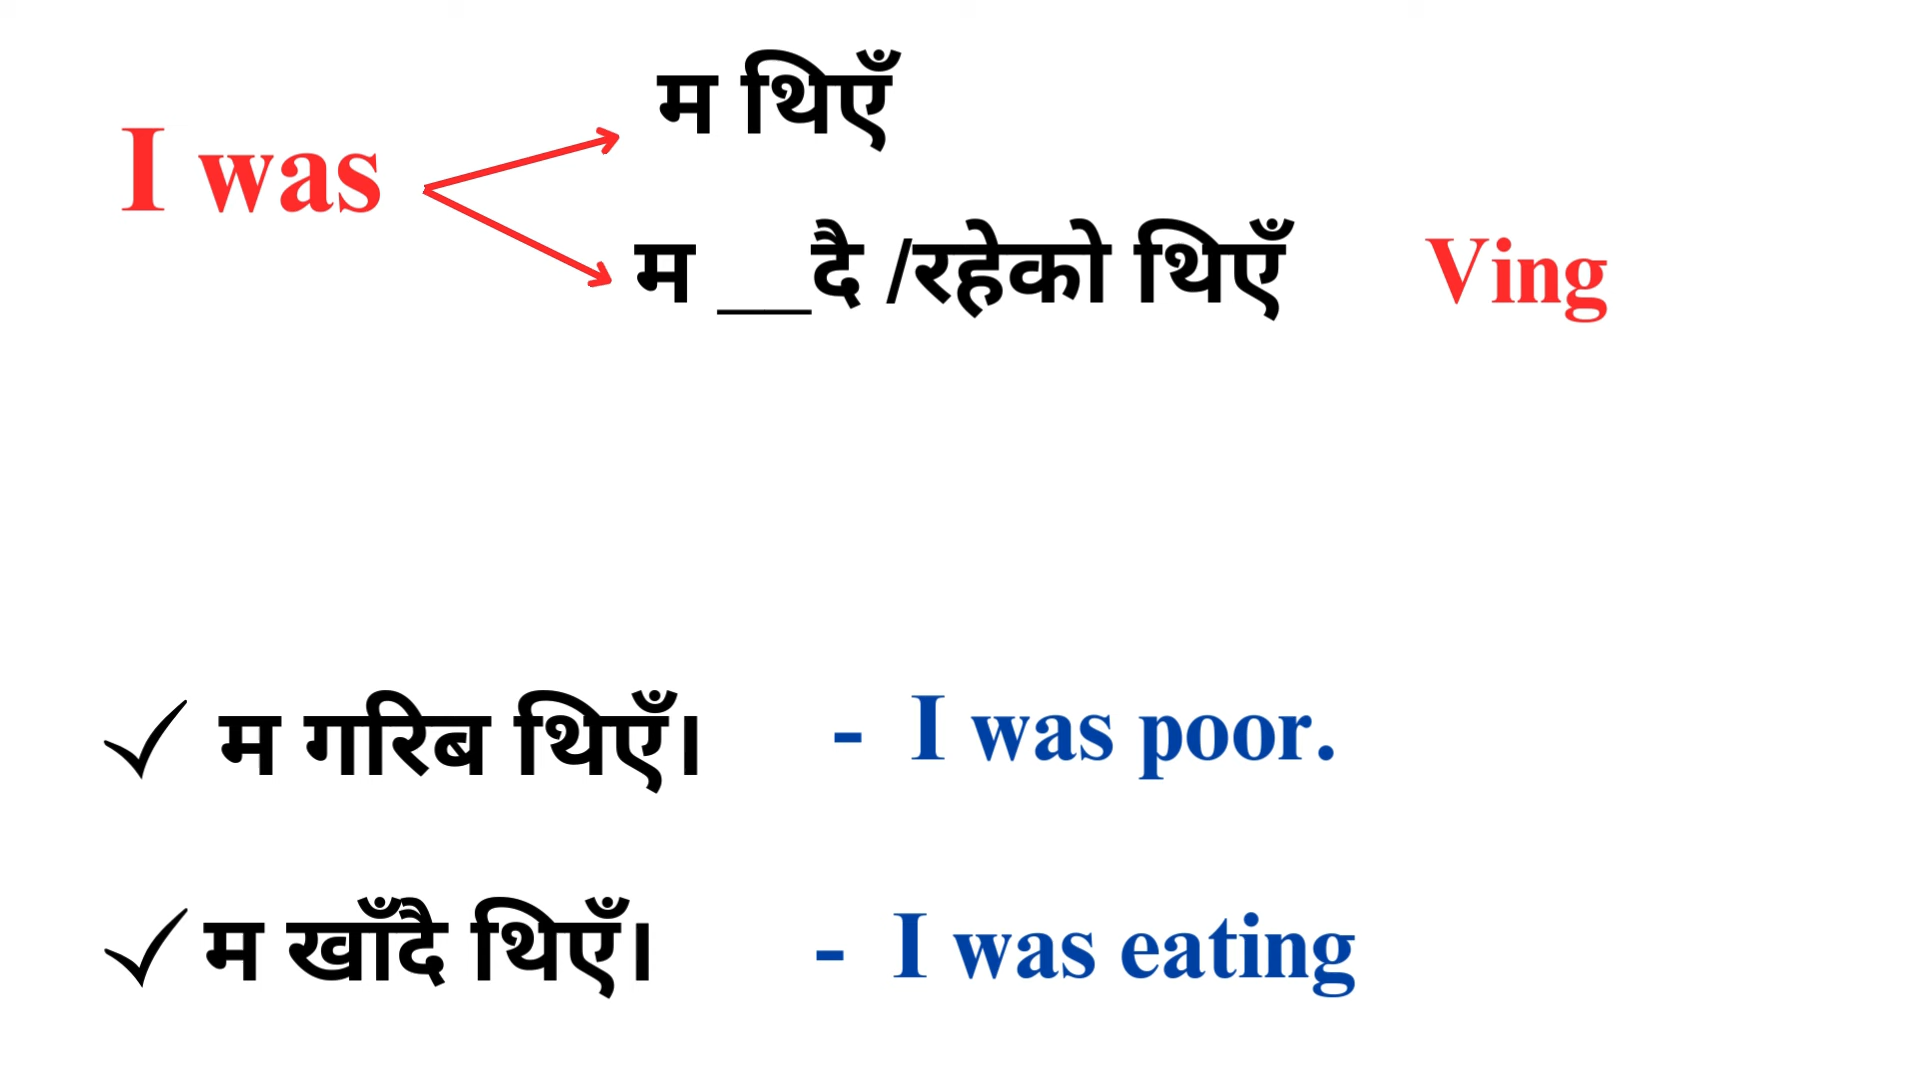 म थिएँ
I was
म __दै /रहेको थिएँ Ving
म गरिब थिएँ। - I was poor.
म खाँदै थिएँ। - I was eating